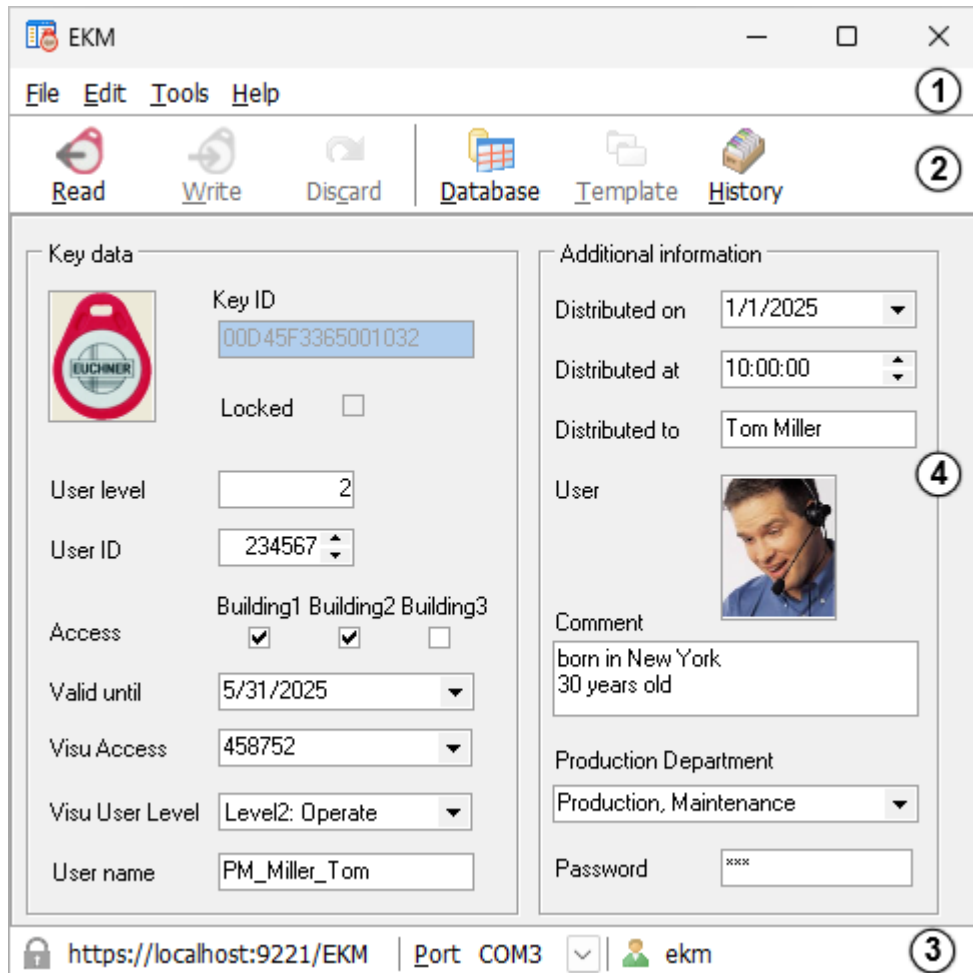 EKM
File Edit Tools Help
1
Read Write Discard Database Template History
2
Key data
Key ID
00D45F3365001032
EUCHNER
Locked
User level 2
User ID 234567
Building1 Building2 Building3
Access
Valid until 5/31/2025
Visu Access 458752
Visu User Level Level2: Operate
User name PM_Miller_Tom
Additional information
Distributed on 1/1/2025
Distributed at 10:00:00
Distributed to Tom Miller
User
4
Comment
born in New York
30 years old
Production Department
Production, Maintenance
Password ***
https://localhost:9221/EKM Port COM3 ekm
3